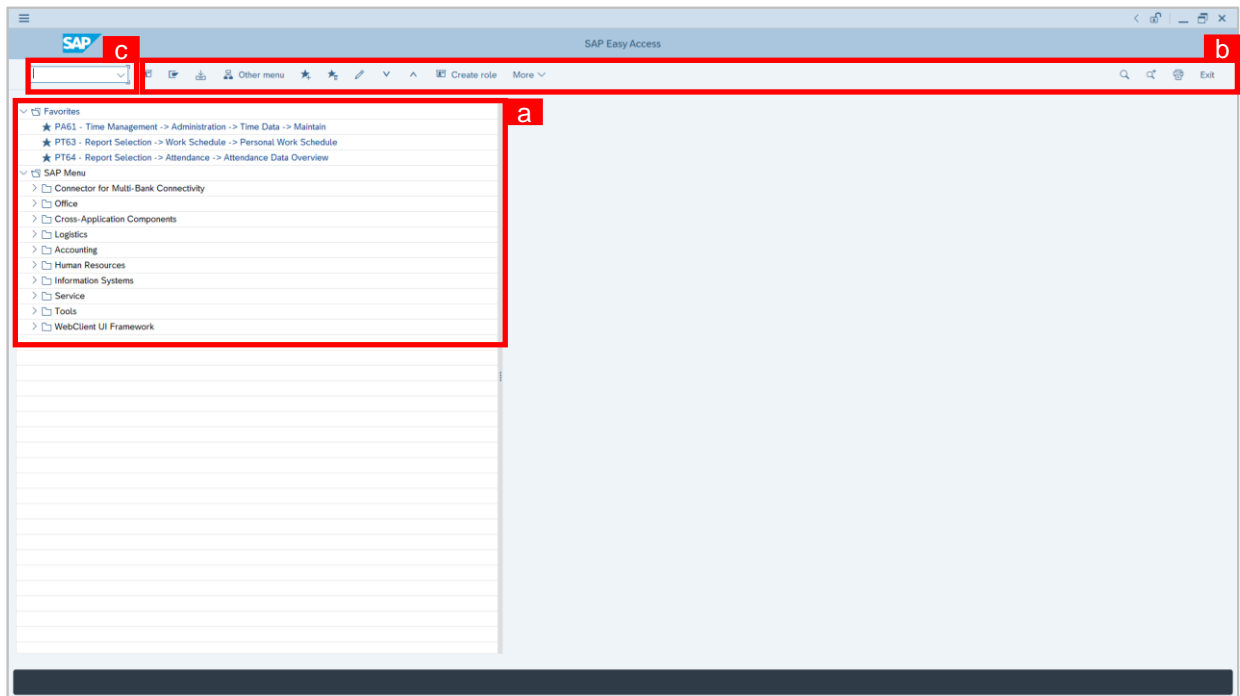 SAP
SAP Easy Access
c
b
Other menu Create role More Exit
a
Favorites
PA61 - Time Management -> Administration -> Time Data -> Maintain
PT63 - Report Selection -> Work Schedule -> Personal Work Schedule
PT64 - Report Selection -> Attendance -> Attendance Data Overview
SAP Menu
Connector for Multi-Bank Connectivity
Office
Cross-Application Components
Logistics
Accounting
Human Resources
Information Systems
Service
Tools
WebClient UI Framework